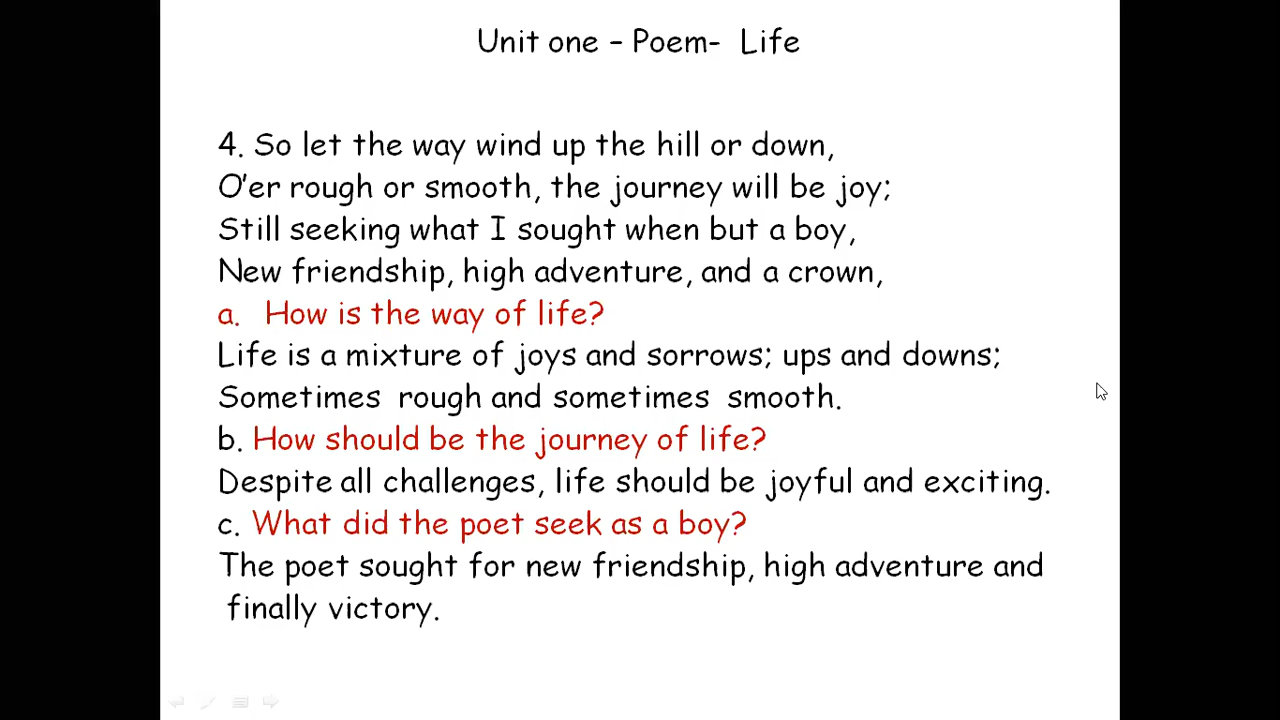 Unit one – Poem- Life
4. So let the way wind up the hill or down,
O'er rough or smooth, the journey will be joy;
Still seeking what I sought when but a boy,
New friendship, high adventure, and a crown,
a. How is the way of life?
Life is a mixture of joys and sorrows; ups and downs;
Sometimes rough and sometimes smooth.
b. How should be the journey of life?
Despite all challenges, life should be joyful and exciting.
c. What did the poet seek as a boy?
The poet sought for new friendship, high adventure and
finally victory.